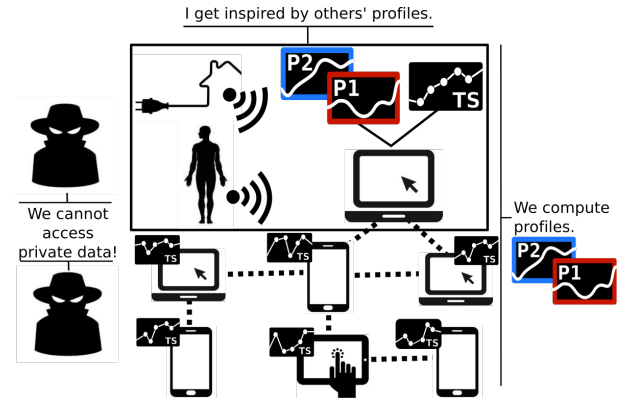 I get inspired by others' profiles.
P2
P1
TS
We cannot
access
private data!
We compute
profiles.
P2
P1
TS
TS
TS
TS
TS
TS